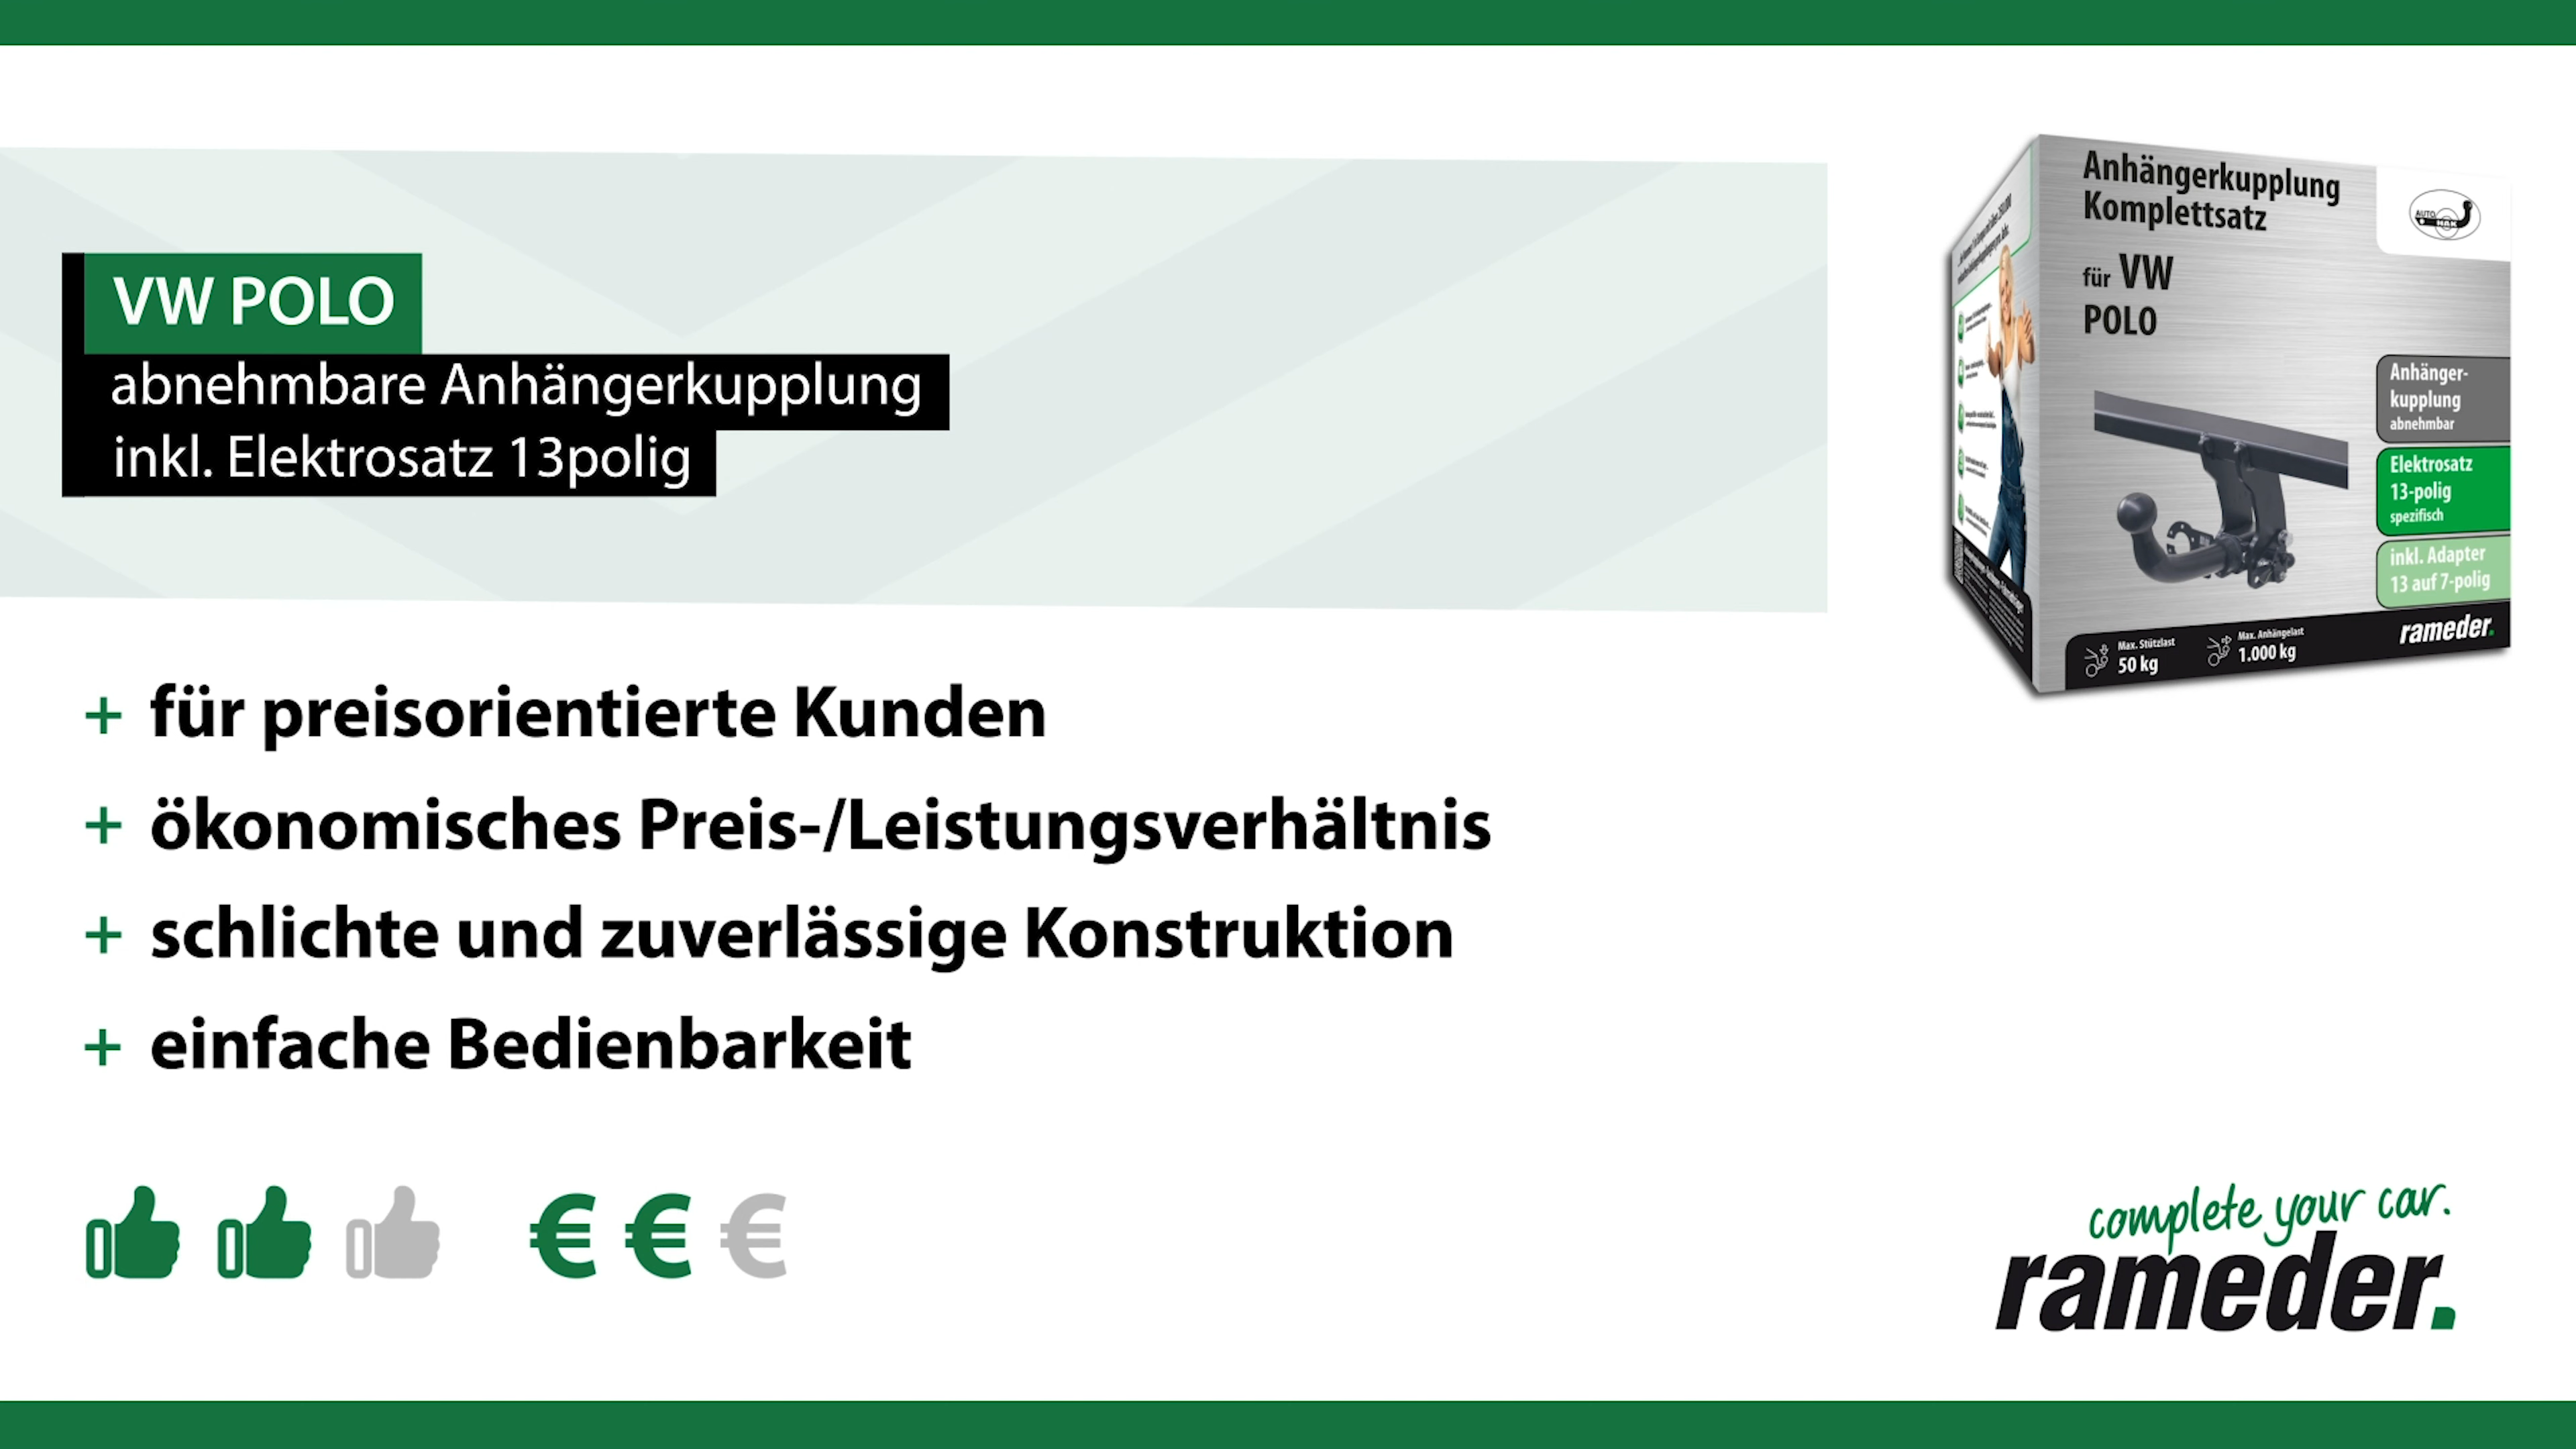 VW POLO
abnehmbare Anhängerkupplung
inkl. Elektrosatz 13polig
Anhängerkupplung
Komplettsatz
für VW
POLO
AUTO
HAK
Anhänger-
kupplung
abnehmbar
Elektrosatz
13-polig
spezifisch
inkl. Adapter
13 auf 7-polig
Max. Stützlast
50 kg
Max. Anhängelast
1.000 kg
rameder.
+ für preisorientierte Kunden
+ ökonomisches Preis-/Leistungsverhältnis
+ schlichte und zuverlässige Konstruktion
+ einfache Bedienbarkeit
€ € €
complete your car.
rameder.